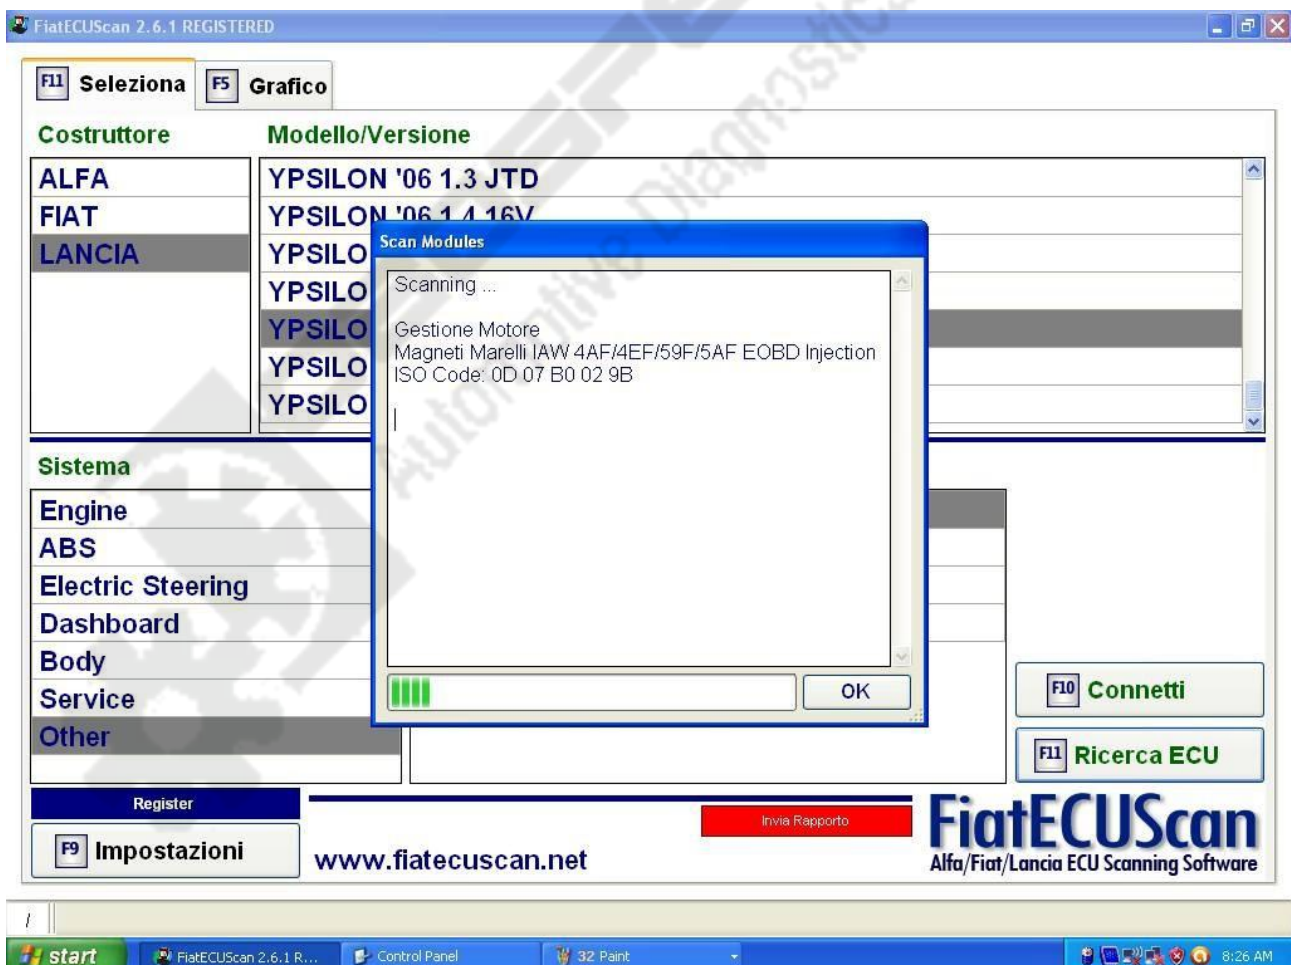 FiatECUScan 2.6.1 REGISTERED
F11 Seleziona F5 Grafico
Costruttore Modello/Versione
ALFA
FIAT
LANCIA
YPSILON '06 1.3 JTD
YPSILON '06 1.4 16V
YPSILO
YPSILO
YPSILO
YPSILO
YPSILO
Scan Modules
Scanning ...
Gestione Motore
Magneti Marelli IAW 4AF/4EF/59F/5AF EOBD Injection
ISO Code: 0D 07 B0 02 9B
OK
Sistema
Engine
ABS
Electric Steering
Dashboard
Body
Service
Other
F10 Connetti
F11 Ricerca ECU
Register
Invia Rapporto
F9 Impostazioni
www.fiatecuscan.net
FiatECUScan
Alfa/Fiat/Lancia ECU Scanning Software
/
start FiatECUScan 2.6.1 R... Control Panel 32 Paint 8:26 AM
Automotive Diagnostic